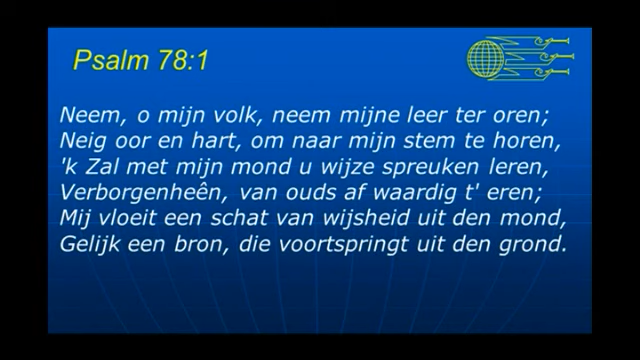 Psalm 78:1
Neem, o mijn volk, neem mijne leer ter oren;
Neig oor en hart, om naar mijn stem te horen,
'k Zal met mijn mond u wijze spreuken leren,
Verborgenheên, van ouds af waardig t' eren;
Mij vloeit een schat van wijsheid uit den mond,
Gelijk een bron, die voortspringt uit den grond.